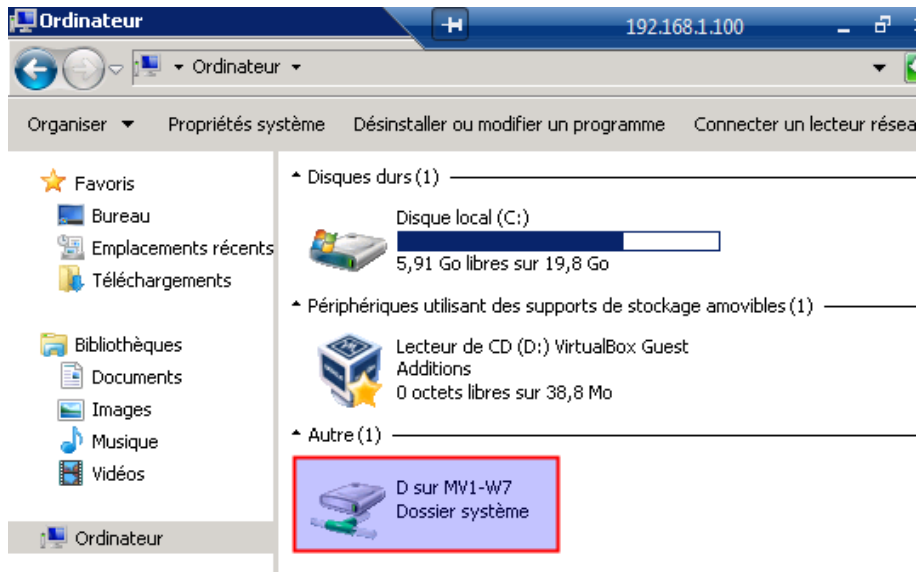 Ordinateur
192.168.1.100
Ordinateur
Organiser
Propriétés système
Désinstaller ou modifier un programme
Connecter un lecteur
Favoris
Bureau
Emplacements récents
Téléchargements
Bibliothèques
Documents
Images
Musique
Vidéos
Ordinateur
Disques durs (1)
Disque local (C:)
5,91 Go libres sur 19,8 Go
Périphériques utilisant des supports de stockage amovibles (1)
Lecteur de CD (D:) VirtualBox Guest
Additions
0 octets libres sur 38,8 Mo
Autre (1)
D sur MV1-W7
Dossier système